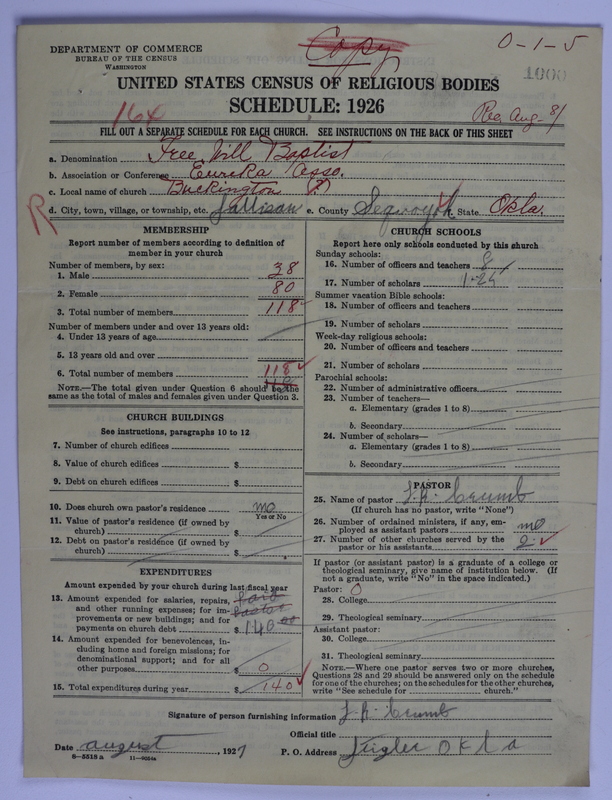 DEPARTMENT OF COMMERCE
BUREAU OF THE CENSUS
WASHINGTON
Copy
0-1-5
1000
UNITED STATES CENSUS OF RELIGIOUS BODIES
SCHEDULE: 1926
164
Rec Aug-8/
FILL OUT A SEPARATE SCHEDULE FOR EACH CHURCH. SEE INSTRUCTIONS ON THE BACK OF THIS SHEET
a. Denomination Free Will Baptist
b. Association or Conference Eureka Asso.
c. Local name of church Buckington
R
d. City, town, village, or township, etc. e. County State Okla.
MEMBERSHIP
Report number of members according to definition of member in your church
Number of members, by sex:
1. Male 38
2. Female 80
3. Total number of members 118
Number of members under and over 13 years old:
4. Under 13 years of age
5. 13 years old and over
6. Total number of members 118
118
NOTE.—The total given under Question 6 should be the
same as the total of males and females given under Question 3.
CHURCH BUILDINGS
See instructions, paragraphs 10 to 12
7. Number of church edifices
8. Value of church edifices $
9. Debt on church edifices $
10. Does church own pastor's residence no
Yes or No
11. Value of pastor's residence (if owned by
church) $
12. Debt on pastor's residence (if owned by
church) $
EXPENDITURES
Amount expended by your church during last fiscal year
13. Amount expended for salaries, repairs, Paid
and other running expenses; for im- Pastor
provements or new buildings; and for
payments on church debt $ 140 00
14. Amount expended for benevolences, in-
cluding home and foreign missions; for
denominational support; and for all
other purposes $ 0
15. Total expenditures during year $ 140
CHURCH SCHOOLS
Report here only schools conducted by this church
Sunday schools:
16. Number of officers and teachers 8
17. Number of scholars
Summer vacation Bible schools:
18. Number of officers and teachers
19. Number of scholars
Week-day religious schools:
20. Number of officers and teachers
21. Number of scholars
Parochial schools:
22. Number of administrative officers
23. Number of teachers—
a. Elementary (grades 1 to 8)
b. Secondary
24. Number of scholars—
a. Elementary (grades 1 to 8)
b. Secondary
PASTOR
25. Name of pastor J. R. Crumb
(If church has no pastor, write "None")
26. Number of ordained ministers, if any, em-
ployed as assistant pastors no
27. Number of other churches served by the
pastor or his assistants 2
If pastor (or assistant pastor) is a graduate of a college or
theological seminary, give name of institution below. (If
not a graduate, write "No" in the space indicated.)
Pastor: 0
28. College
29. Theological seminary
Assistant pastor:
30. College
31. Theological seminary
NOTE.—Where one pastor serves two or more churches,
Questions 28 and 29 should be answered only on the schedule
for one of the churches; on the schedules for the other churches,
write "See schedule for church."
Signature of person furnishing information J. R. Crumb
Official title
Date august, 1927 P. O. Address Stigler Okla
8-5518 a 11-9054a